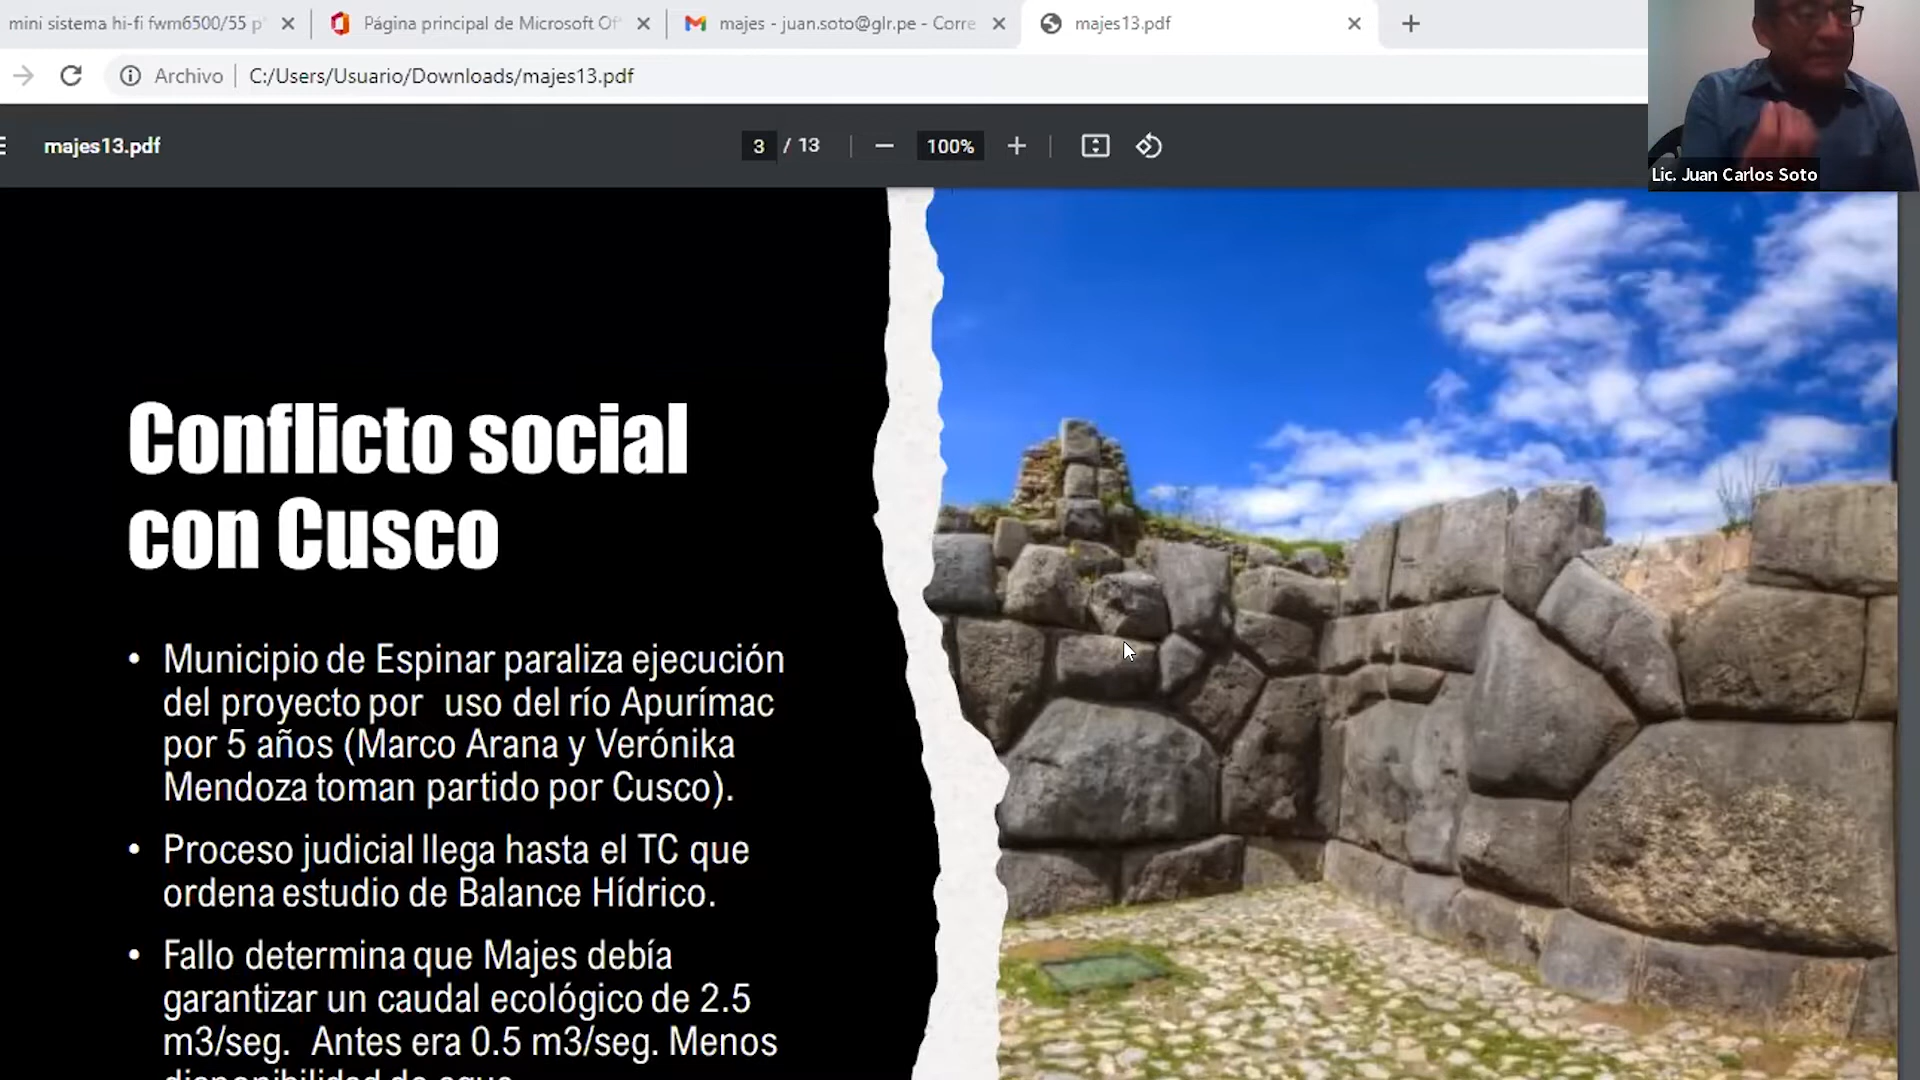 mini sistema hi-fi fwm6500/55 p
Página principal de Microsoft Of
majes - juan.soto@glr.pe - Corre
majes13.pdf
Archivo
C:/Users/Usuario/Downloads/majes13.pdf
majes13.pdf
3 / 13
100%
Lic. Juan Carlos Soto
Conflicto social
con Cusco
• Municipio de Espinar paraliza ejecución
del proyecto por uso del río Apurímac
por 5 años (Marco Arana y Verónika
Mendoza toman partido por Cusco).
• Proceso judicial llega hasta el TC que
ordena estudio de Balance Hídrico.
• Fallo determina que Majes debía
garantizar un caudal ecológico de 2.5
m3/seg. Antes era 0.5 m3/seg. Menos
disponibilidad de agua